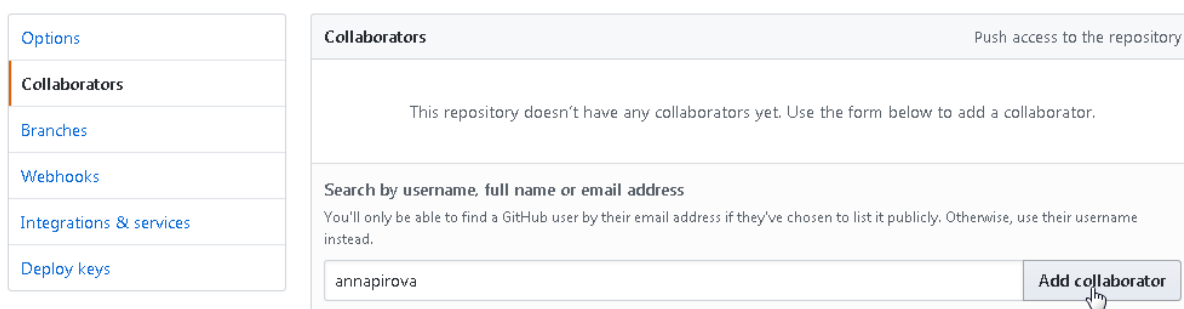 Options
Collaborators
Branches
Webhooks
Integrations & services
Deploy keys
Collaborators
Push access to the repository
This repository doesn't have any collaborators yet. Use the form below to add a collaborator.
Search by username, full name or email address
You'll only be able to find a GitHub user by their email address if they've chosen to list it publicly. Otherwise, use their username
instead.
annapirova
Add collaborator